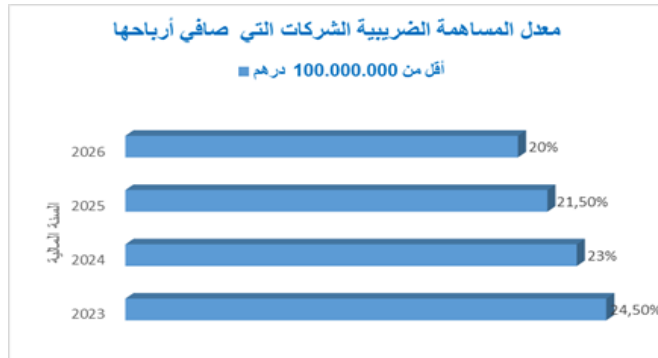 معدل المساهمة الضريبية الشركات التي صافي أرباحها
أقل من 100.000.000 درهم
السنة المالية
2026 20%
2025 21,50%
2024 23%
2023 24,50%